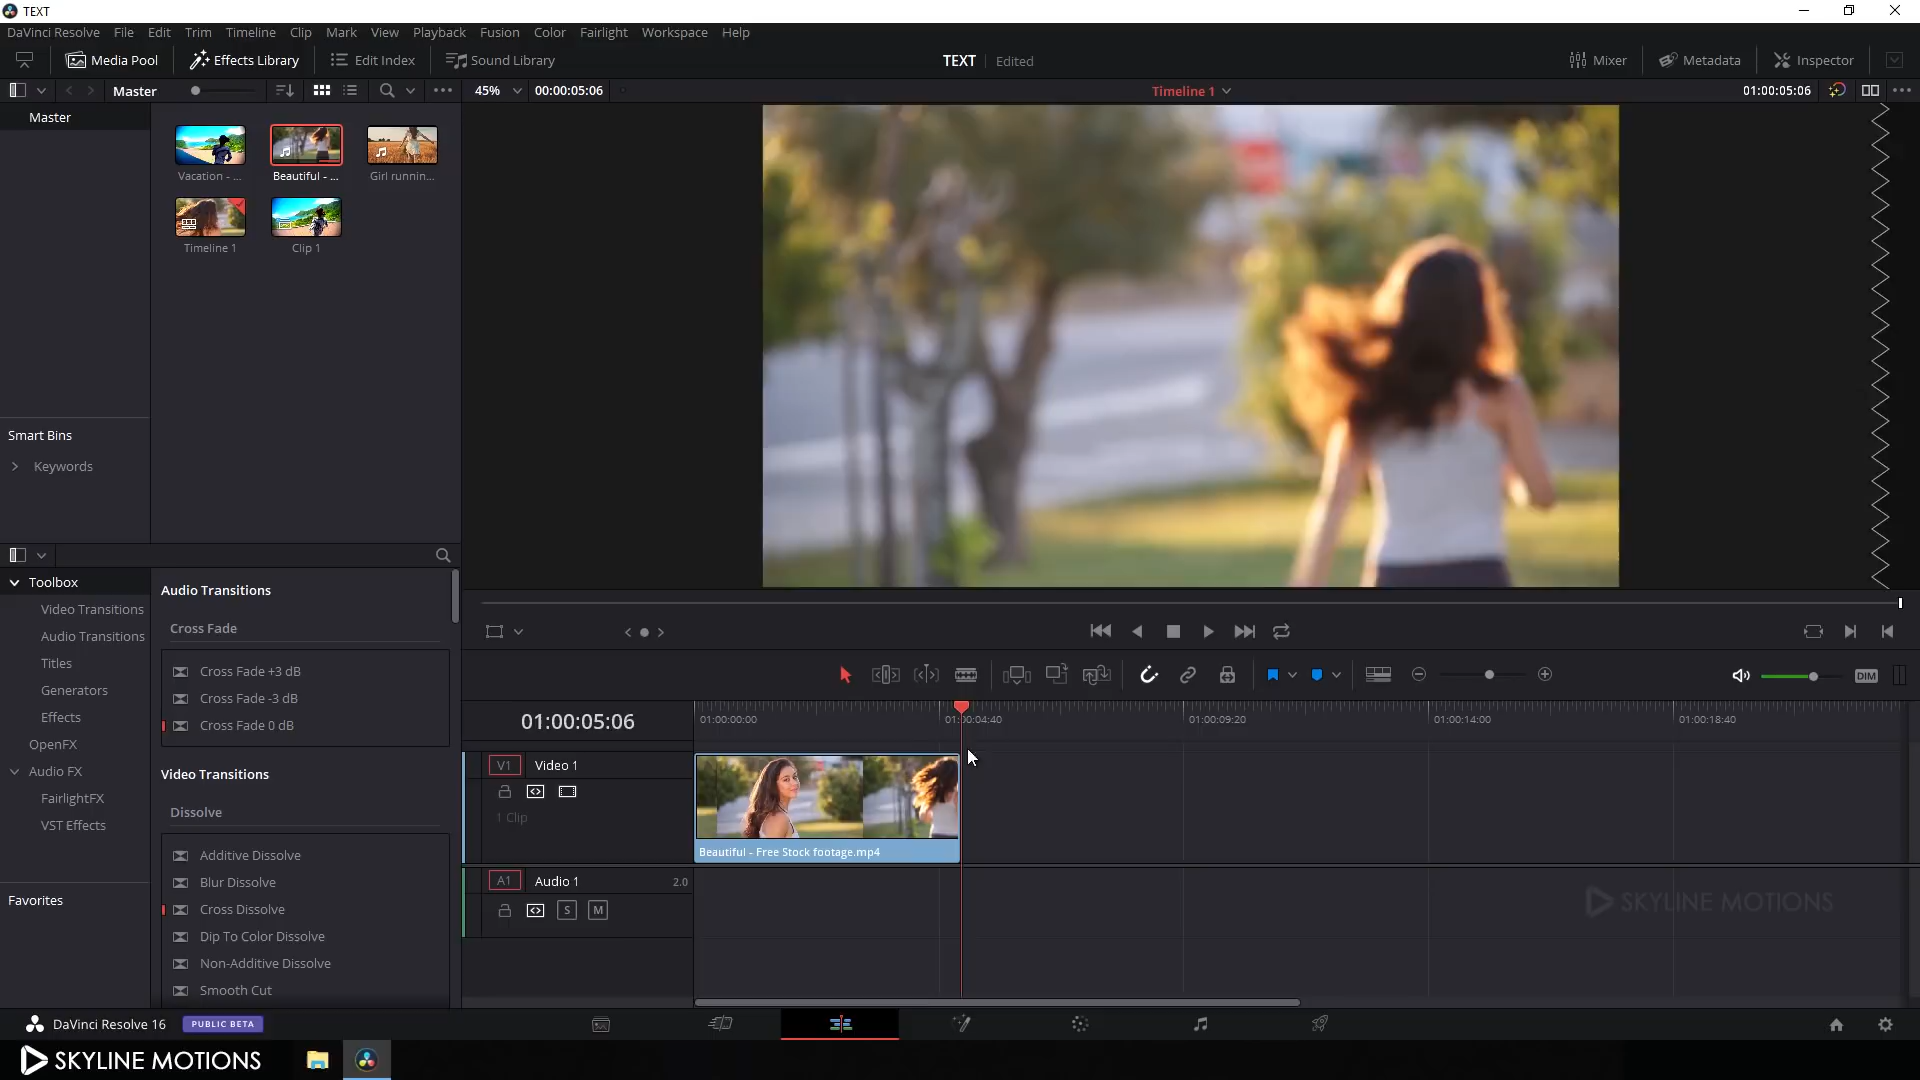 TEXT
DaVinci Resolve File Edit Trim Timeline Clip Mark View Playback Fusion Color Fairlight Workspace Help
Media Pool Effects Library Edit Index Sound Library TEXT Edited Mixer Metadata Inspector
Master 45% 00:00:05:06 Timeline 1 01:00:05:06
Master
Vacation - ... Beautiful - ... Girl runnin...
Timeline 1 Clip 1
Smart Bins
Keywords
Toolbox
Video Transitions
Audio Transitions
Titles
Generators
Effects
OpenFX
Audio FX
FairlightFX
VST Effects
Favorites
Audio Transitions
Cross Fade
Cross Fade +3 dB
Cross Fade -3 dB
Cross Fade 0 dB
Video Transitions
Dissolve
Additive Dissolve
Blur Dissolve
Cross Dissolve
Dip To Color Dissolve
Non-Additive Dissolve
Smooth Cut
DIM
01:00:05:06 01:00:00:00 01:00:04:40 01:00:09:20 01:00:14:00 01:00:18:40
V1 Video 1
1 Clip
Beautiful - Free Stock footage.mp4
A1 Audio 1 2.0
S M
SKYLINE MOTIONS
DaVinci Resolve 16 PUBLIC BETA
SKYLINE MOTIONS